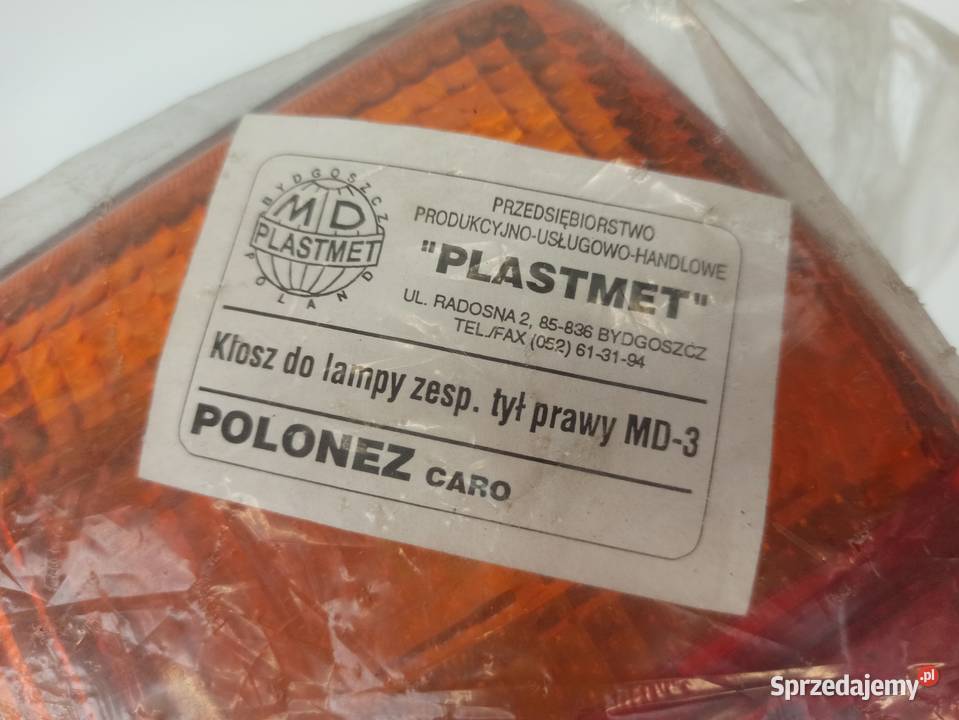 BYDGOSZCZ
MD
PLASTMET
POLAND
PRZEDSIĘBIORSTWO
PRODUKCYJNO-USŁUGOWO-HANDLOWE
"PLASTMET"
UL. RADOSNA 2, 85-836 BYDGOSZCZ
TEL./FAX (052) 61-31-94
Kłosz do lampy zesp. tył prawy MD-3
POLONEZ CARO
Sprzedajemy.pl